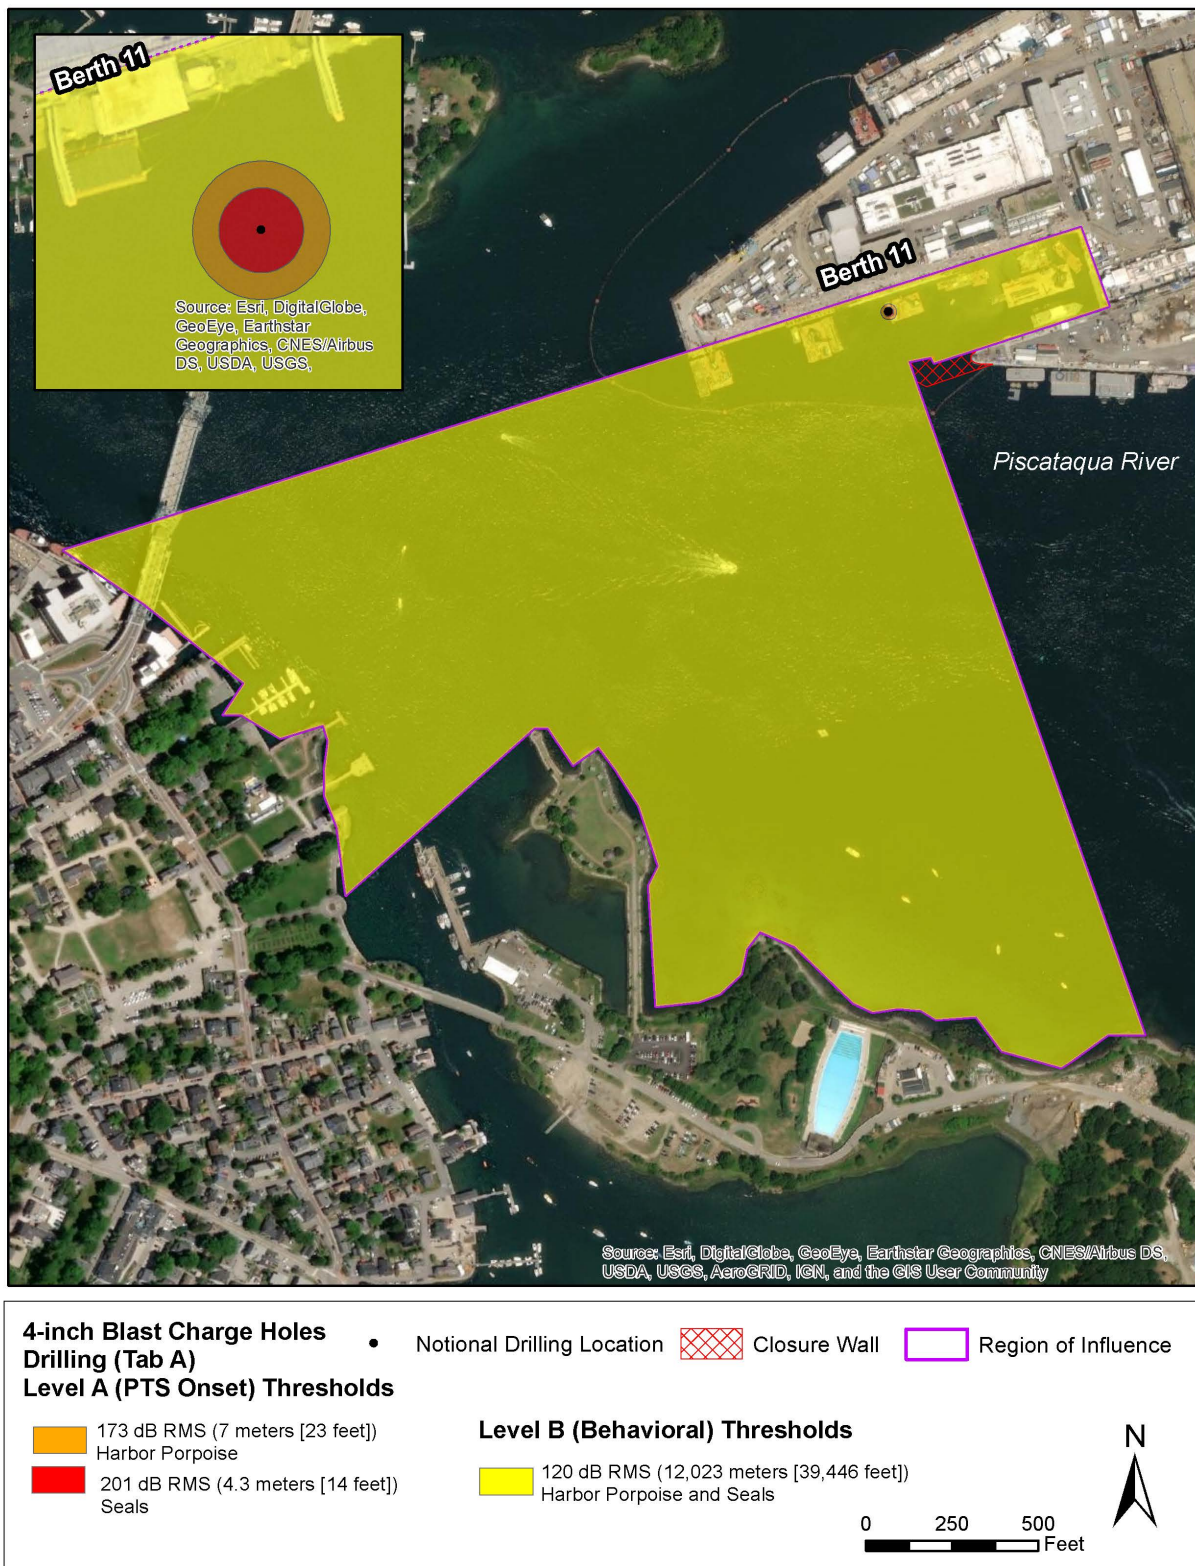 Berth 11
Source: Esri, DigitalGlobe,
GeoEye, Earthstar
Geographics, CNES/Airbus
DS, USDA, USGS,
Berth 11
Piscataqua River
Source: Esri, DigitalGlobe, GeoEye, Earthstar Geographics, CNES/Airbus DS,
USDA, USGS, AeroGRID, IGN, and the GIS User Community
4-inch Blast Charge Holes
Drilling (Tab A)
Level A (PTS Onset) Thresholds
Notional Drilling Location
Closure Wall
Region of Influence
173 dB RMS (7 meters [23 feet])
Harbor Porpoise
201 dB RMS (4.3 meters [14 feet])
Seals
Level B (Behavioral) Thresholds
120 dB RMS (12,023 meters [39,446 feet])
Harbor Porpoise and Seals
N
0 250 500
Feet